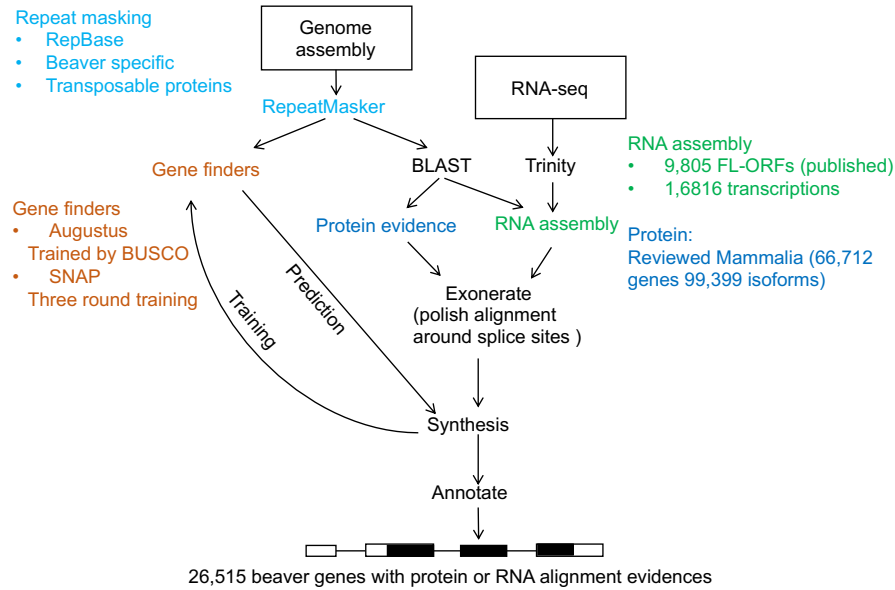 Repeat masking
• RepBase
• Beaver specific
• Transposable proteins
Genome
assembly
RNA-seq
RepeatMasker
Gene finders
BLAST
Trinity
RNA assembly
• 9,805 FL-ORFs (published)
• 1,6816 transcriptions
Gene finders
• Augustus
Trained by BUSCO
• SNAP
Three round training
Protein evidence
RNA assembly
Protein:
Reviewed Mammalia (66,712
genes 99,399 isoforms)
Training
Prediction
Exonerate
(polish alignment
around splice sites )
Synthesis
Annotate
26,515 beaver genes with protein or RNA alignment evidences